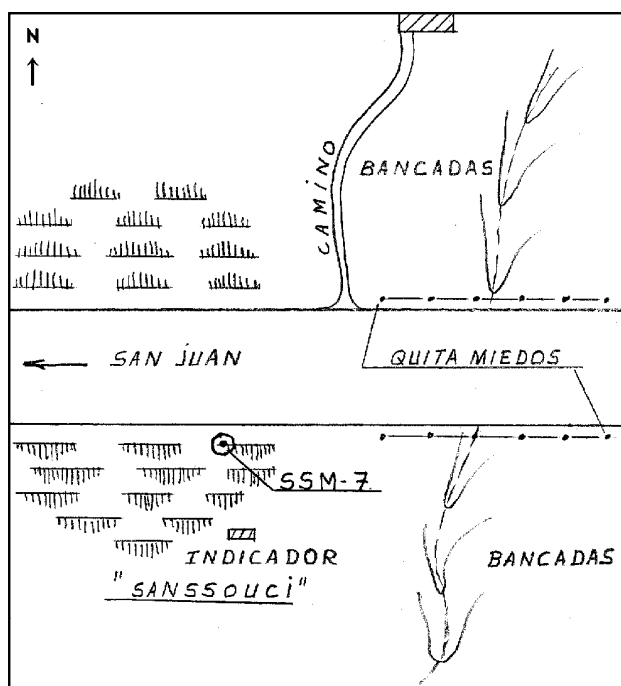 N
CAMINO
BANCADAS
SAN JUAN
QUITA MIEDOS
SSM-7
INDICADOR
"SANSSOUCI"
BANCADAS